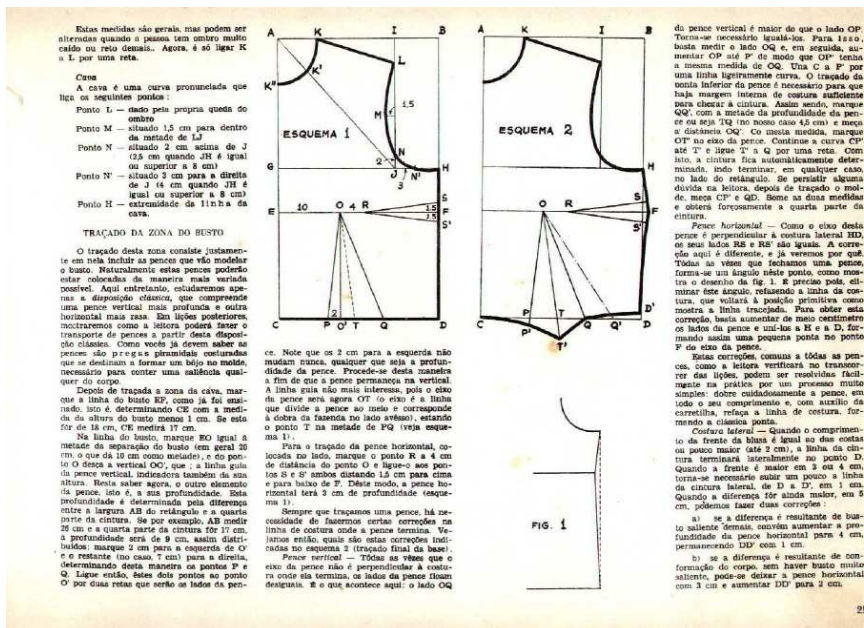 Estas medidas são gerais, mas podem ser
alteradas quando a pessoa tem ombro muito
caído ou reto demais.. Agora, é só ligar K
a L por uma reta.
Cava
A cava é uma curva pronunciada que
liga os seguintes pontos:
Ponto L — dado pela própria queda do
ombro
Ponto M — situado 1,5 cm para dentro
da metade de LJ
Ponto N — situado 2 cm acima de J
(2,5 cm quando JH é igual
ou superior a 8 cm)
Ponto N' — situado 3 cm para a direita
de J (4 cm quando JH é
igual ou superior a 8 cm)
Ponto H — extremidade da linha da
cava.
TRAÇADO DA ZONA DO BUSTO
O traçado desta zona consiste justamen-
te em nela incluir as pences que vão modelar
o busto. Naturalmente estas pences poderão
estar colocadas da maneira mais variada
possível. Aqui entretanto, estudaremos ape-
nas a disposição clássica, que compreende
uma pence vertical mais profunda e outra
horizontal mais rasa. Em lições posteriores,
mostraremos como a leitora poderá fazer o
transporte de pences a partir desta disposi-
ção clássica. Como vocês já devem saber as
pences são pregas piramidais costuradas
que se destinam a formar um bôjo no molde,
necessário para conter uma saliência qual-
quer do corpo.
Depois de traçada a zona da cava, mar-
que a linha do busto EF, como já foi ensi-
nado, isto é, determinando CE com a medi-
da da altura do busto menos 1 cm. Se esta
fôr de 18 cm, CE medirá 17 cm.
Na linha do busto, marque EO igual à
metade da separação do busto (em geral 20
cm, o que dá 10 cm como metade), e do pon-
to O desça a vertical OO', que; a linha guia
da pence vertical, indicadora também da sua
altura. Resta saber agora, o outro elemento
da pence, isto é, a sua profundidade. Esta
profundidade é determinada pela diferença
entre a largura AB do retângulo e a quarta
parte da cintura. Se por exemplo, AB medir
26 cm e a quarta parte da cintura fôr 17 cm,
a profundidade será de 9 cm, assim distri-
buídos: marque 2 cm para a esquerda de O'
e o restante (no caso, 7 cm) para a direita,
determinando desta maneira os pontos P e
Q. Ligue então, êstes dois pontos ao ponto
O' por duas retas que serão os lados da pen-
A K I B
K'
K"
L
M 1,5
ESQUEMA 1
N
2
G J N' H
3
S
E 10 O 4 R 1.5 F
1.5
S'
2
P O' T Q
ce. Note que os 2 cm para a esquerda não
mudam nunca, qualquer que seja a profun-
didade da pence. Procede-se desta maneira
a fim de que a pence permaneça na vertical.
A linha guia não mais interessa, pois o eixo
da pence será agora OT (o eixo é a linha
que divide a pence ao meio e corresponde
à dobra da fazenda no lado avêsso), estando
o ponto T na metade de PQ (veja esque-
ma 1).
Para o traçado da pence horizontal, co-
locada no lado, marque o ponto R a 4 cm
de distância do ponto O e ligue-o aos pon-
tos S e S' ambos distando 1,5 cm para cima
e para baixo de F. Dêste modo, a pence ho-
rizontal terá 3 cm de profundidade (esque-
ma 1).
Sempre que traçamos uma pence, há ne-
cessidade de fazermos certas correções na
linha de costura onde a pence termina. Ve-
jamos então, quais são estas correções indi-
cadas no esquema 2 (traçado final da base).
Pence vertical — Tôdas as vêzes que o
eixo da pence não é perpendicular à costu-
ra onde ela termina, os lados da pence ficam
desiguais. É o que acontece aqui: o lado OQ
A K I B
ESQUEMA 2
G H
S
E O R F
S'
C P T Q Q' D' D
P' T'
FIG. 1
da pence vertical é maior do que o lado OP.
Torna-se necessário igualá-los. Para isso,
basta medir o lado OQ e, em seguida, au-
mentar OP até P' de modo que OP' tenha
a mesma medida de OQ. Una C a P' por
uma linha ligeiramente curva. O traçado da
ponta inferior da pence é necessário para que
haja margem interna de costura suficiente
para chegar à cintura. Assim sendo, marque
QQ', com a metade da profundidade da pen-
ce ou seja TQ (no nosso caso 4,5 cm) e meça
a distância OQ'. Co mesta medida, marque
OT' no eixo da pence. Continue a curva CP'
até T' e ligue T' a Q por uma reta. Com
isto, a cintura fica automàticamente deter-
minada, indo terminar, em qualquer caso,
no lado do retângulo. Se persistir alguma
dúvida na leitura, depois de traçado o mol-
de, meça CP' e QD. Some as duas medidas
e obterá forçosamente a quarta parte da
cintura.
Pence horizontal — Como o eixo desta
pence é perpendicular à costura lateral HD,
os seus lados RS e RS' são iguais. A corre-
ção aqui é diferente, e já veremos por quê.
Tôdas as vêzes que fechamos uma pence,
forma-se um ângulo nêste ponto, como mos-
tra o desenho da fig. 1. É preciso pois, eli-
minar êste ângulo, refazendo a linha da cos-
tura, que voltará à posição primitiva como
mostra a linha tracejada. Para obter esta
correção, basta aumentar de meio centímetro
os lados da pence e uní-los a H e a D, for-
mando assim uma pequena ponta no ponto
F do eixo da pence.
Estas correções, comuns a tôdas as pen-
ces, como a leitora verificará no transcor-
rer das lições, podem ser resolvidas fàcil-
mente na prática por um processo muito
simples: dobre cuidadosamente a pence, em
todo o seu comprimento e, com auxílio da
carretilha, refaça a linha de costura, for-
mando a clássica ponta.
Costura lateral — Quando o comprimen-
to da frente da blusa é igual ao das costas
ou pouco maior (até 2 cm), a linha da cin-
tura terminará lateralmente no ponto D.
Quando a frente é maior em 3 ou 4 cm,
torna-se necessário subir um pouco a linha
da cintura lateral, de D a D', em 1 cm.
Quando a diferença fôr ainda maior, em 5
cm, podemos fazer duas correções:
a) se a diferença é resultante de bus-
to saliente demais, convém aumentar a pro-
fundidade da pence horizontal para 4 cm,
permanecendo DD' com 1 cm.
b) se a diferença é resultante de con-
formação do corpo, sem haver busto muito
saliente, pode-se deixar a pence horizontal
com 3 cm e aumentar DD' para 2 cm.